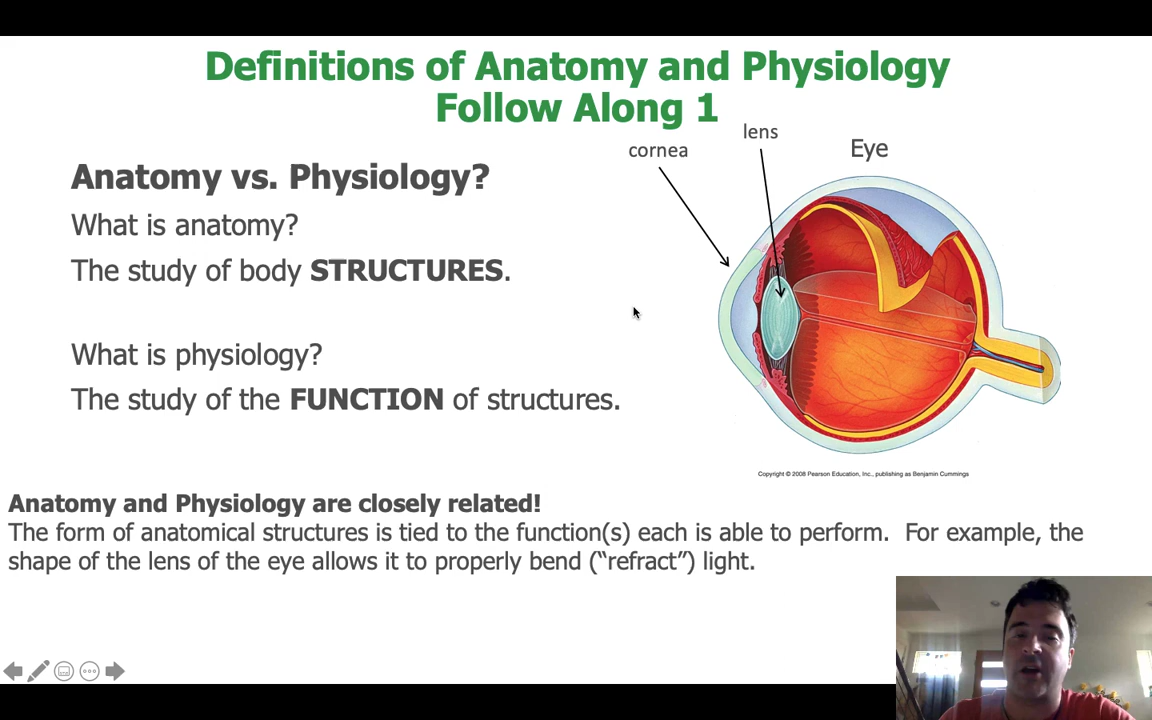 Definitions of Anatomy and Physiology
Follow Along 1
lens
cornea
Eye
Anatomy vs. Physiology?
What is anatomy?
The study of body STRUCTURES.
What is physiology?
The study of the FUNCTION of structures.
Copyright © 2008 Pearson Education, Inc., publishing as Benjamin Cummings
Anatomy and Physiology are closely related!
The form of anatomical structures is tied to the function(s) each is able to perform.  For example, the
shape of the lens of the eye allows it to properly bend (“refract”) light.